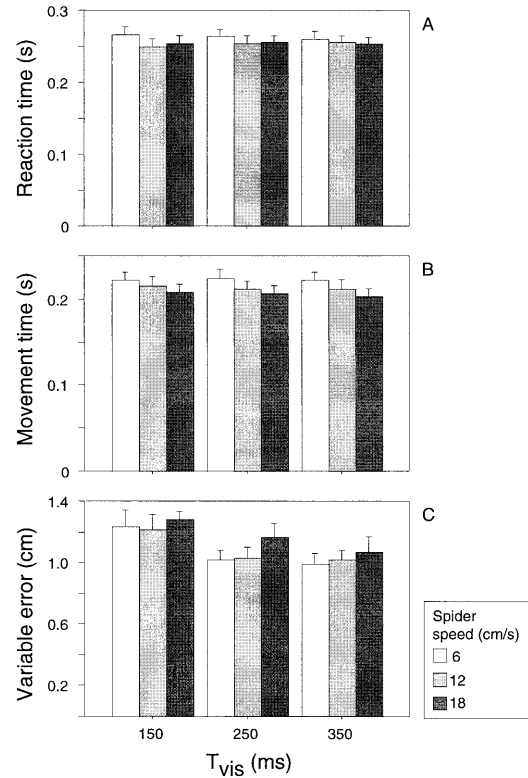 A
Reaction time (s)
0.3
0.2
0.1
0
B
Movement time (s)
0.2
0.1
0
C
Variable error (cm)
1.4
1.0
0.6
0.2
150
250
350
T_vis (ms)
Spider
speed (cm/s)
6
12
18